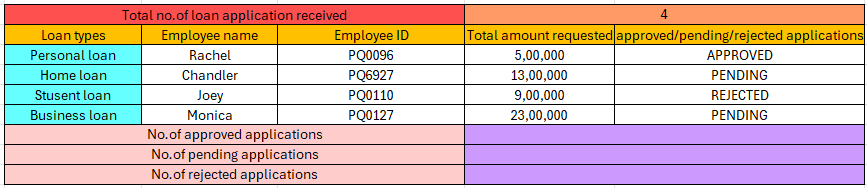 Total no.of loan application received 4
Loan types Employee name Employee ID Total amount requested approved/pending/rejected applications
Personal loan Rachel PQ0096 5,00,000 APPROVED
Home loan Chandler PQ6927 13,00,000 PENDING
Stusent loan Joey PQ0110 9,00,000 REJECTED
Business loan Monica PQ0127 23,00,000 PENDING
No.of approved applications
No.of pending applications
No.of rejected applications